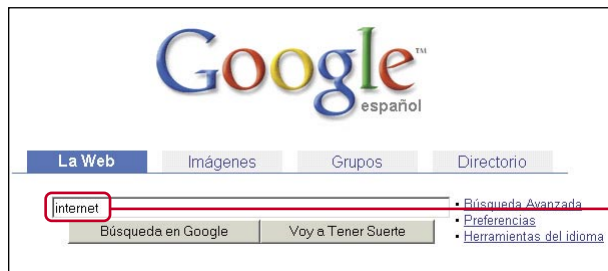 Google™
español
La Web Imágenes Grupos Directorio
internet
Búsqueda en Google Voy a Tener Suerte
• Búsqueda Avanzada
• Preferencias
• Herramientas del idioma